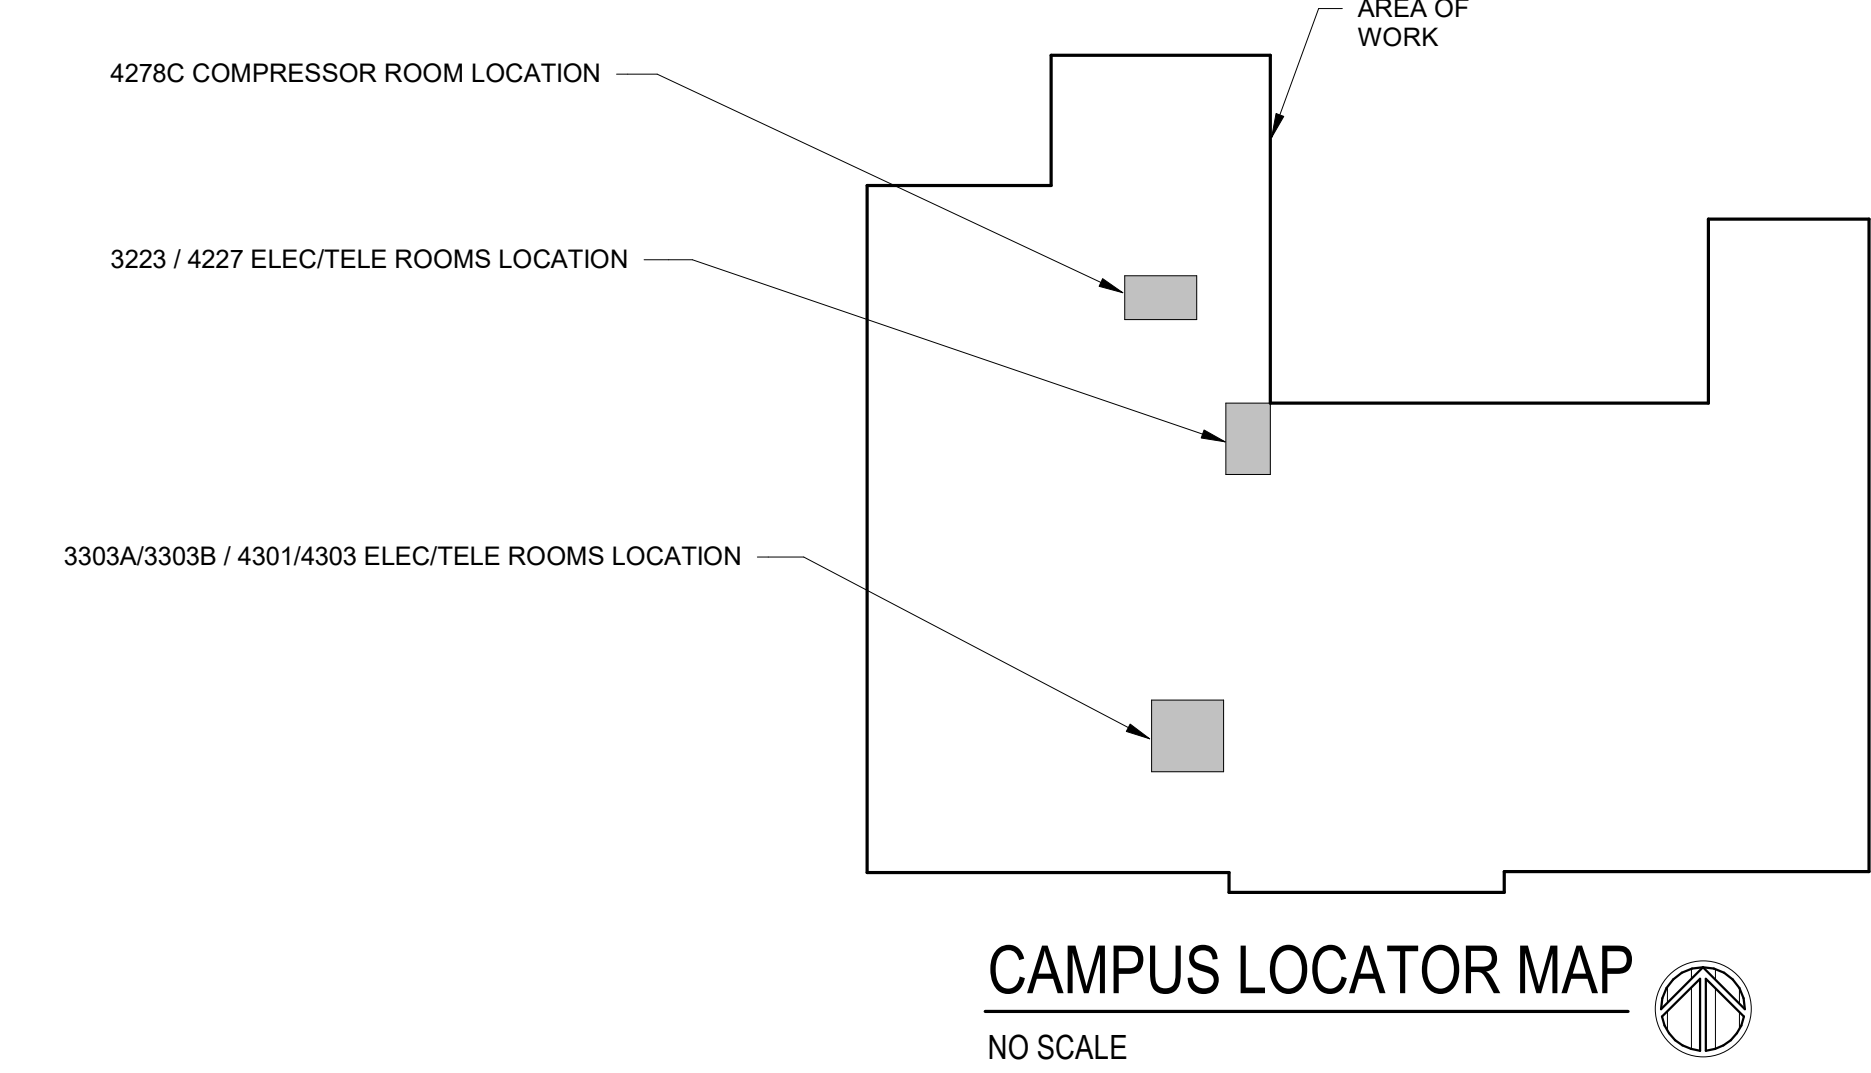 AREA OF
WORK
4278C COMPRESSOR ROOM LOCATION
3223 / 4227 ELEC/TELE ROOMS LOCATION
3303A/3303B / 4301/4303 ELEC/TELE ROOMS LOCATION
CAMPUS LOCATOR MAP
NO SCALE